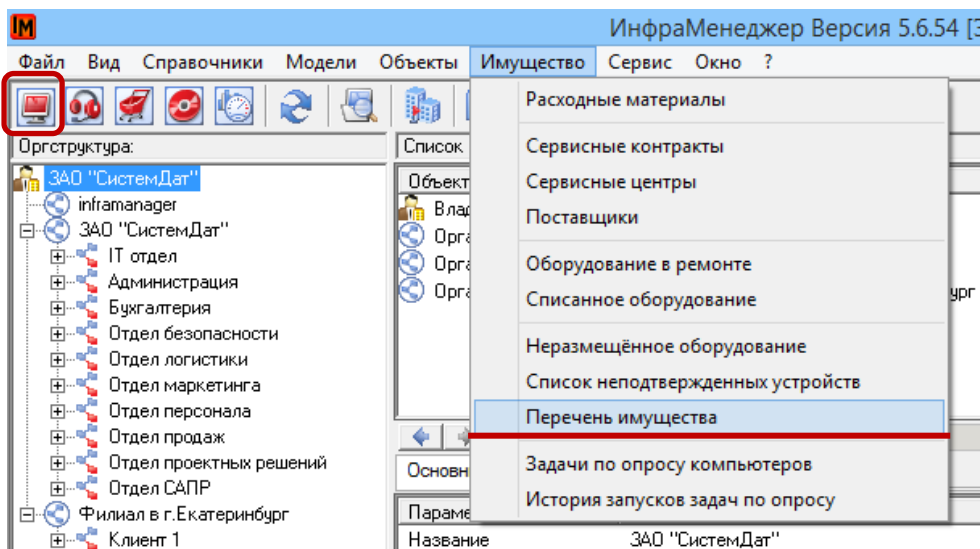 IM ИнфраМенеджер Версия 5.6.54 [З
Файл Вид Справочники Модели Объекты Имущество Сервис Окно ?
Оргструктура:
ЗАО "СистемДат"
inframanager
ЗАО "СистемДат"
IT отдел
Администрация
Бухгалтерия
Отдел безопасности
Отдел логистики
Отдел маркетинга
Отдел персонала
Отдел продаж
Отдел проектных решений
Отдел САПР
Филиал в г.Екатеринбург
Клиент 1
Список
Объект
Влад
Орга
Орга
Орга
ург
Основн
Параме
Название ЗАО "СистемДат"
Расходные материалы
Сервисные контракты
Сервисные центры
Поставщики
Оборудование в ремонте
Списанное оборудование
Неразмещённое оборудование
Список неподтвержденных устройств
Перечень имущества
Задачи по опросу компьютеров
История запусков задач по опросу